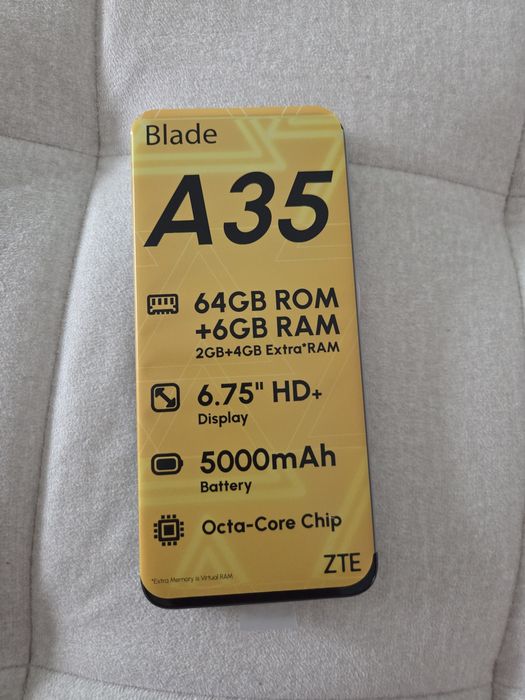 Blade
A35
64GB ROM
+6GB RAM
2GB+4GB Extra*RAM
6.75" HD+
Display
5000mAh
Battery
Octa-Core Chip
ZTE
*Extra Memory is Virtual RAM